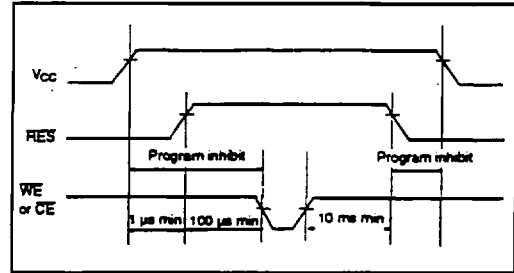 VCC
RES
Program inhibit
Program inhibit
WE
or CE
1 µs min
100 µs min
10 ms min